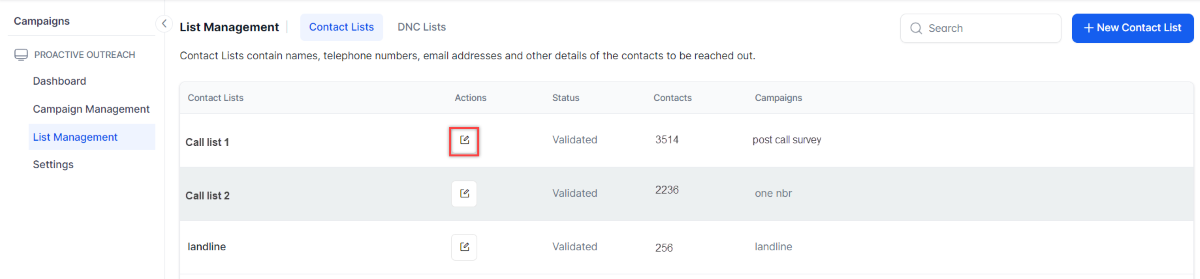 Campaigns
PROACTIVE OUTREACH
Dashboard
Campaign Management
List Management
Settings
List Management Contact Lists DNC Lists Search + New Contact List
Contact Lists contain names, telephone numbers, email addresses and other details of the contacts to be reached out.
Contact Lists Actions Status Contacts Campaigns
Call list 1 Validated 3514 post call survey
Call list 2 Validated 2236 one nbr
landline Validated 256 landline